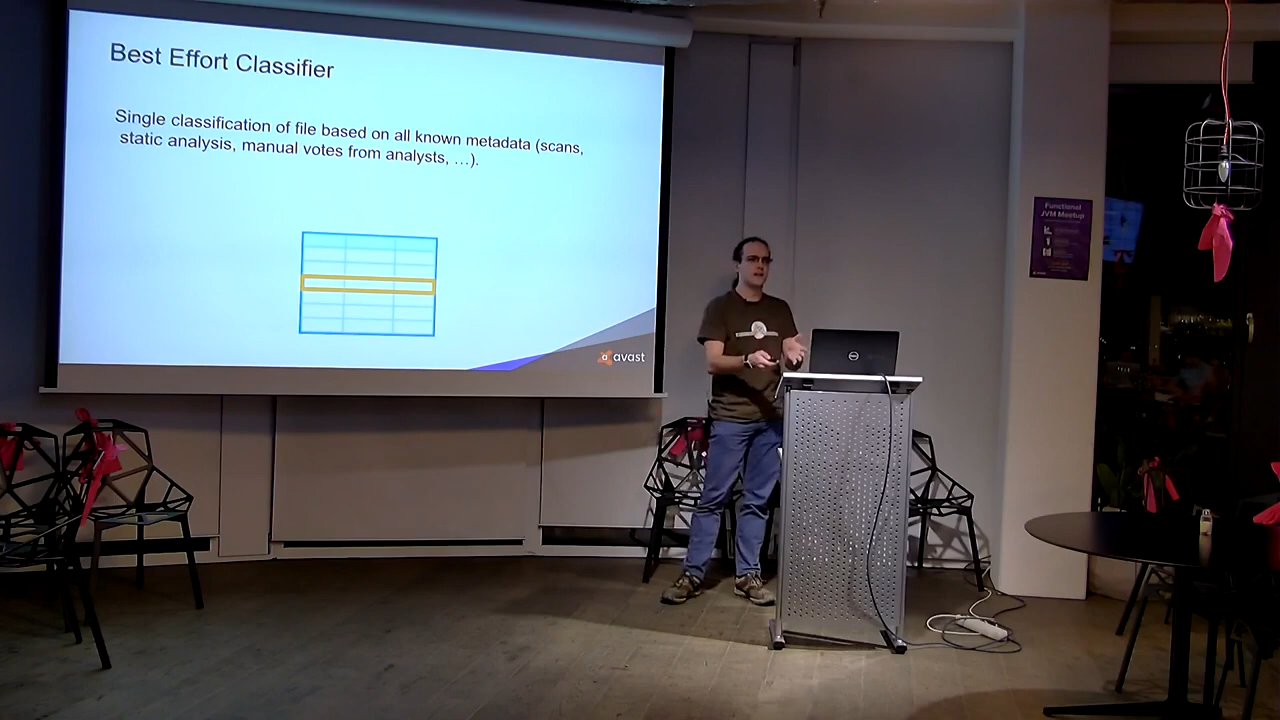 Best Effort Classifier
Single classification of file based on all known metadata (scans,
static analysis, manual votes from analysts, …).
avast
Functional
JVM Meetup
DELL